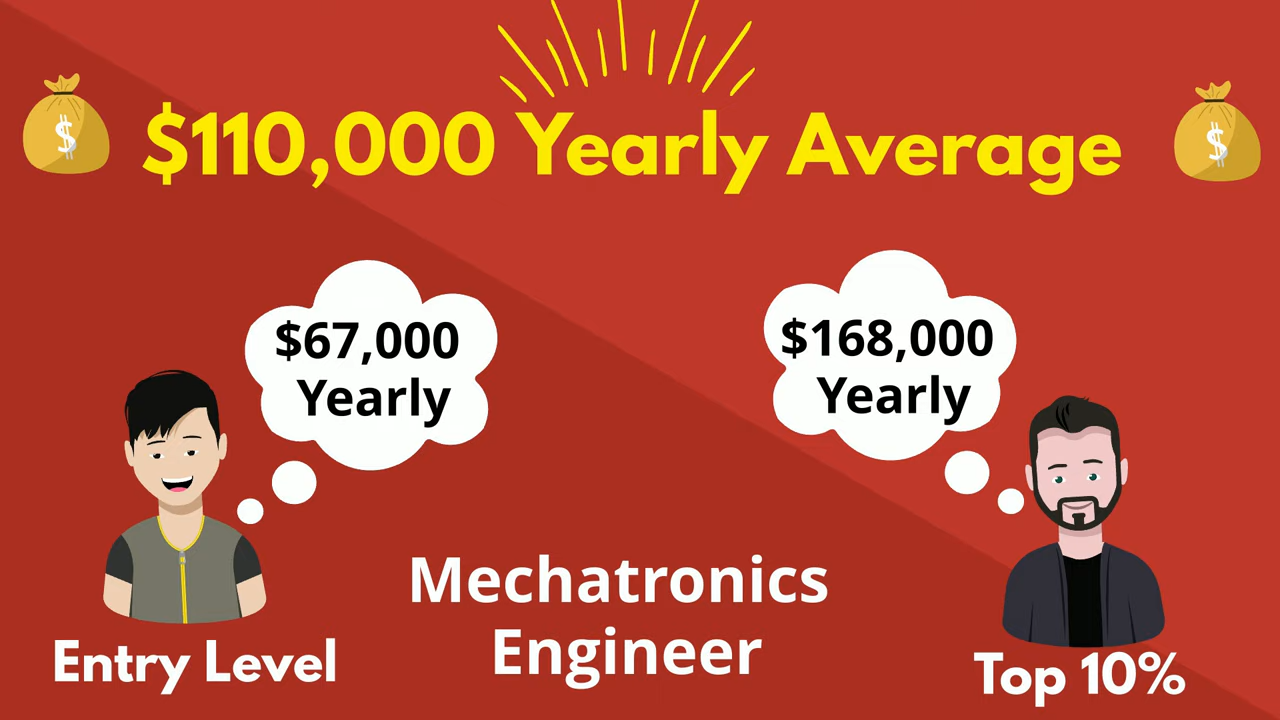 $110,000 Yearly Average
$
$
$67,000
Yearly
$168,000
Yearly
Mechatronics
Engineer
Entry Level
Top 10%